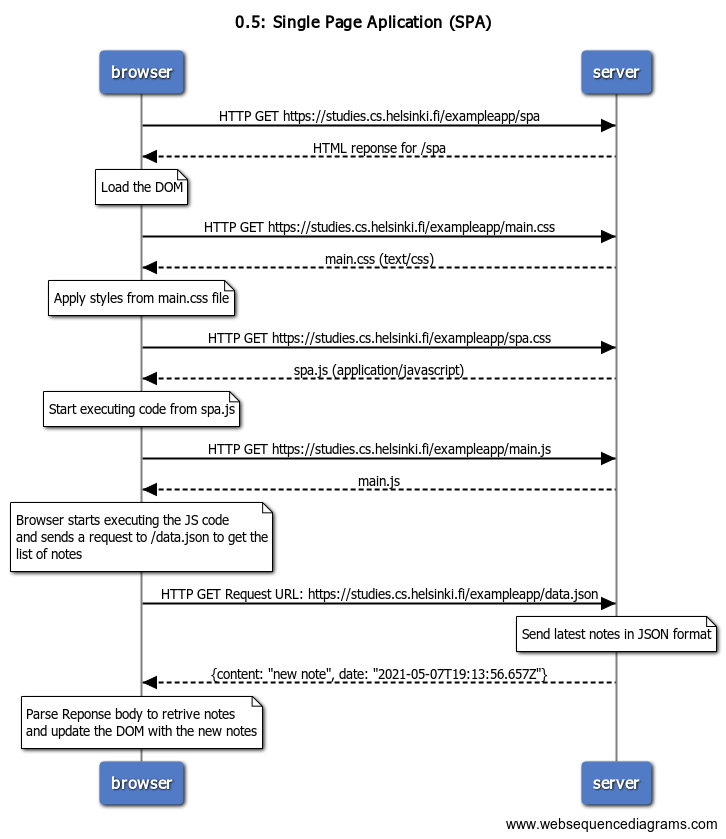 0.5: Single Page Aplication (SPA)
browser
server
HTTP GET https://studies.cs.helsinki.fi/exampleapp/spa
HTML reponse for /spa
Load the DOM
HTTP GET https://studies.cs.helsinki.fi/exampleapp/main.css
main.css (text/css)
Apply styles from main.css file
HTTP GET https://studies.cs.helsinki.fi/exampleapp/spa.css
spa.js (application/javascript)
Start executing code from spa.js
HTTP GET https://studies.cs.helsinki.fi/exampleapp/main.js
main.js
Browser starts executing the JS code
and sends a request to /data.json to get the
list of notes
HTTP GET Request URL: https://studies.cs.helsinki.fi/exampleapp/data.json
Send latest notes in JSON format
{content: "new note", date: "2021-05-07T19:13:56.657Z"}
Parse Reponse body to retrive notes
and update the DOM with the new notes
browser
server
www.websequencediagrams.com